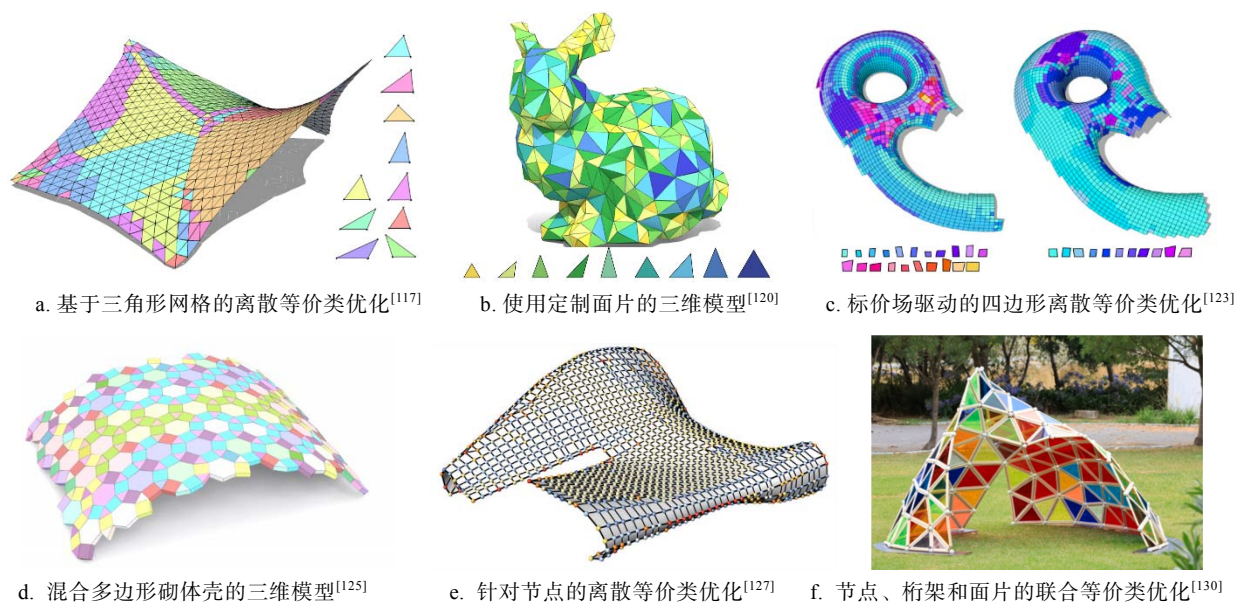 a. 基于三角形网格的离散等价类优化[117]
b. 使用定制面片的三维模型[120]
c. 标价场驱动的四边形离散等价类优化[123]
d. 混合多边形砌体壳的三维模型[125]
e. 针对节点的离散等价类优化[127]
f. 节点、桁架和面片的联合等价类优化[130]